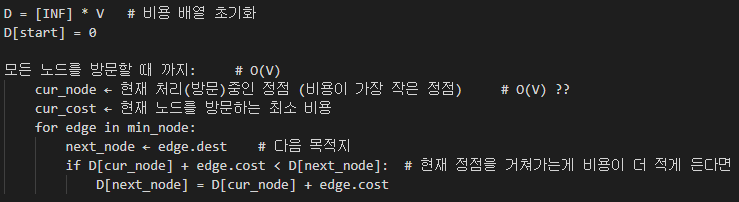 D = [INF] * V   # 비용 배열 초기화
D[start] = 0
모든 노드를 방문할 때 까지:     # O(V)
    cur_node ← 현재 처리(방문)중인 정점 (비용이 가장 작은 정점)     # O(V) ??
    cur_cost ← 현재 노드를 방문하는 최소 비용
    for edge in min_node:
        next_node ← edge.dest    # 다음 목적지
        if D[cur_node] + edge.cost < D[next_node]:  # 현재 정점을 거쳐가는게 비용이 더 적게 든다면
            D[next_node] = D[cur_node] + edge.cost